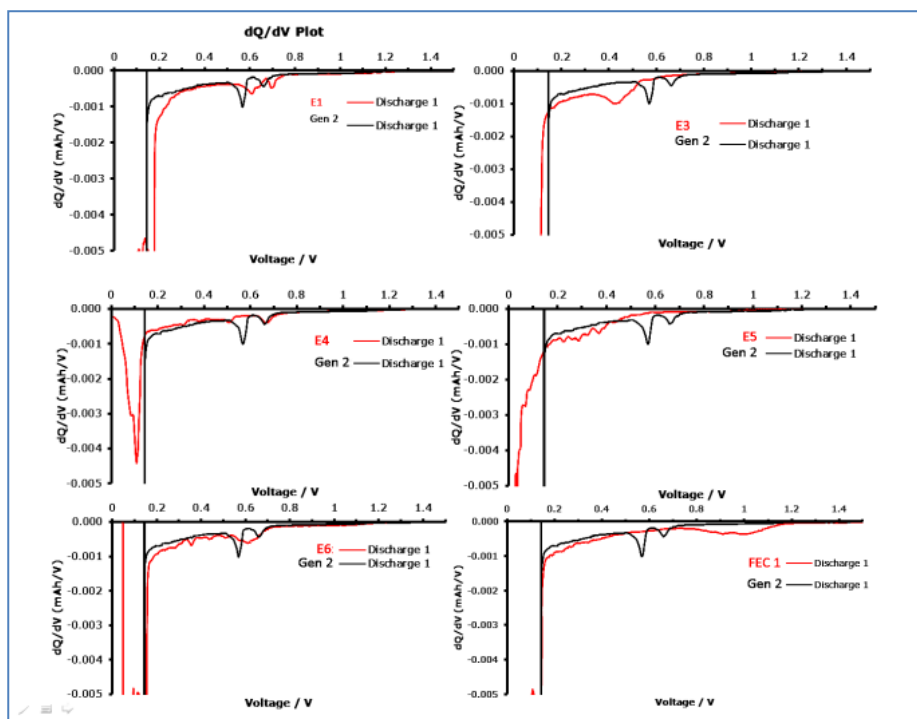 dQ/dV Plot
0 0.2 0.4 0.6 0.8 1 1.2 1.4
0.000
-0.001
-0.002
-0.003
-0.004
-0.005
dQ/dV (mAh/V)
E1 Discharge 1
Gen 2 Discharge 1
Voltage / V
0 0.2 0.4 0.6 0.8 1 1.2 1.4
0.000
-0.001
-0.002
-0.003
-0.004
-0.005
dQ/dV (mAh/V)
E3 Discharge 1
Gen 2 Discharge 1
Voltage / V
0 0.2 0.4 0.6 0.8 1 1.2 1.4
0.000
-0.001
-0.002
-0.003
-0.004
-0.005
dQ/dV (mAh/V)
E4 Discharge 1
Gen 2 Discharge 1
Voltage / V
0 0.2 0.4 0.6 0.8 1 1.2 1.4
0.000
-0.001
-0.002
-0.003
-0.004
-0.005
dQ/dV (mAh/V)
E5 Discharge 1
Gen 2 Discharge 1
Voltage / V
0 0.2 0.4 0.6 0.8 1 1.2 1.4
0.000
-0.001
-0.002
-0.003
-0.004
-0.005
dQ/dV (mAh/V)
E6: Discharge 1
Gen 2 Discharge 1
Voltage / V
0 0.2 0.4 0.6 0.8 1 1.2 1.4
0.000
-0.001
-0.002
-0.003
-0.004
-0.005
dQ/dV (mAh/V)
FEC 1 Discharge 1
Gen 2 Discharge 1
Voltage / V